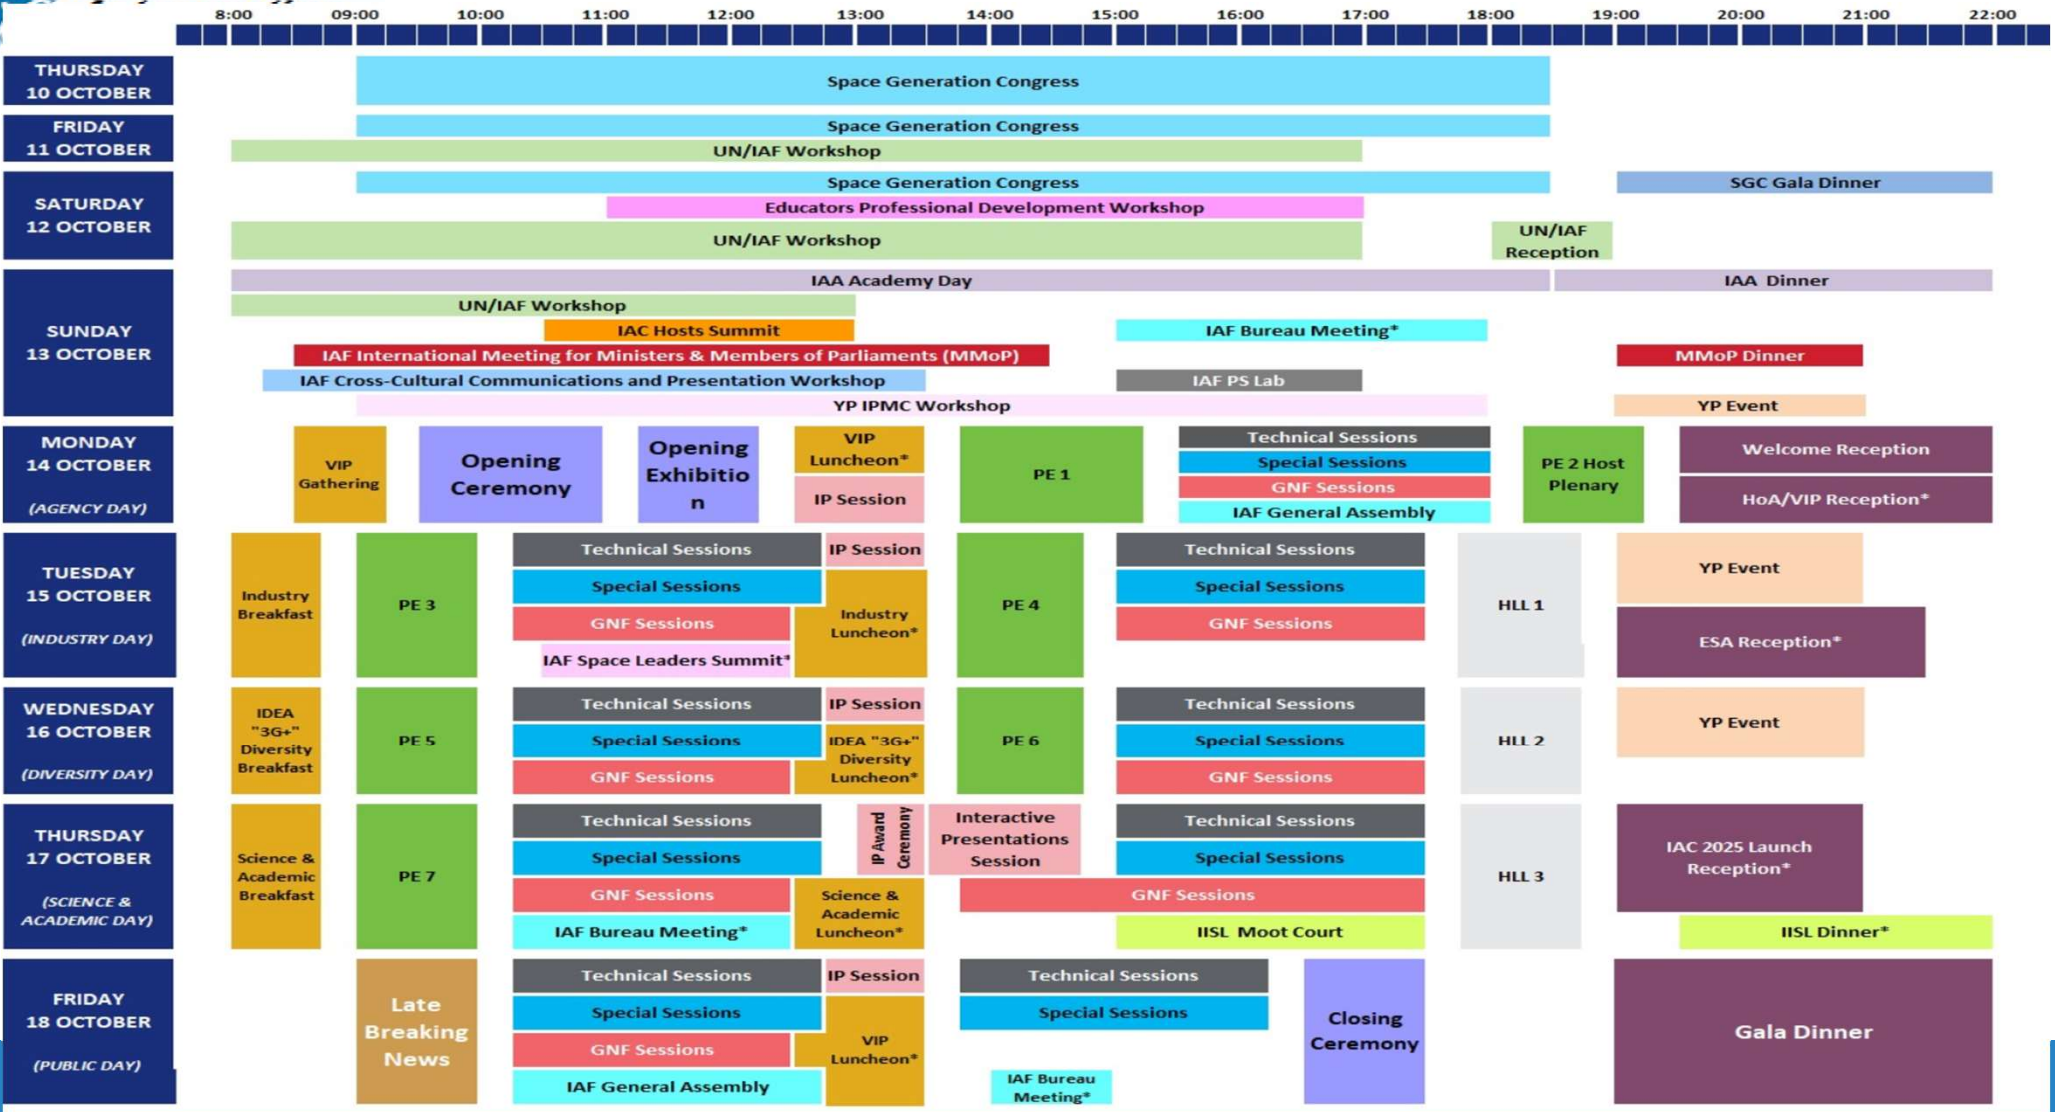 8:00 09:00 10:00 11:00 12:00 13:00 14:00 15:00 16:00 17:00 18:00 19:00 20:00 21:00 22:00
THURSDAY
10 OCTOBER
Space Generation Congress
FRIDAY
11 OCTOBER
Space Generation Congress
UN/IAF Workshop
SATURDAY
12 OCTOBER
Space Generation Congress
SGC Gala Dinner
Educators Professional Development Workshop
UN/IAF Workshop
UN/IAF
Reception
SUNDAY
13 OCTOBER
IAA Academy Day
IAA Dinner
UN/IAF Workshop
IAC Hosts Summit
IAF Bureau Meeting*
IAF International Meeting for Ministers & Members of Parliaments (MMoP)
MMoP Dinner
IAF Cross-Cultural Communications and Presentation Workshop
IAF PS Lab
YP IPMC Workshop
YP Event
MONDAY
14 OCTOBER
(AGENCY DAY)
VIP
Gathering
Opening
Ceremony
Opening
Exhibitio
n
VIP
Luncheon*
IP Session
PE 1
Technical Sessions
Special Sessions
GNF Sessions
IAF General Assembly
PE 2 Host
Plenary
Welcome Reception
HoA/VIP Reception*
TUESDAY
15 OCTOBER
(INDUSTRY DAY)
Industry
Breakfast
PE 3
Technical Sessions
Special Sessions
GNF Sessions
IAF Space Leaders Summit*
IP Session
Industry
Luncheon*
PE 4
Technical Sessions
Special Sessions
GNF Sessions
HLL 1
YP Event
ESA Reception*
WEDNESDAY
16 OCTOBER
(DIVERSITY DAY)
IDEA
"3G+"
Diversity
Breakfast
PE 5
Technical Sessions
Special Sessions
GNF Sessions
IP Session
IDEA "3G+"
Diversity
Luncheon*
PE 6
Technical Sessions
Special Sessions
GNF Sessions
HLL 2
YP Event
THURSDAY
17 OCTOBER
(SCIENCE &
ACADEMIC DAY)
Science &
Academic
Breakfast
PE 7
Technical Sessions
Special Sessions
GNF Sessions
IAF Bureau Meeting*
IP Award
Ceremony
Science &
Academic
Luncheon*
Interactive
Presentations
Session
Technical Sessions
Special Sessions
GNF Sessions
IISL Moot Court
HLL 3
IAC 2025 Launch
Reception*
IISL Dinner*
FRIDAY
18 OCTOBER
(PUBLIC DAY)
Late
Breaking
News
Technical Sessions
Special Sessions
GNF Sessions
IAF General Assembly
IP Session
VIP
Luncheon*
Technical Sessions
Special Sessions
IAF Bureau
Meeting*
Closing
Ceremony
Gala Dinner